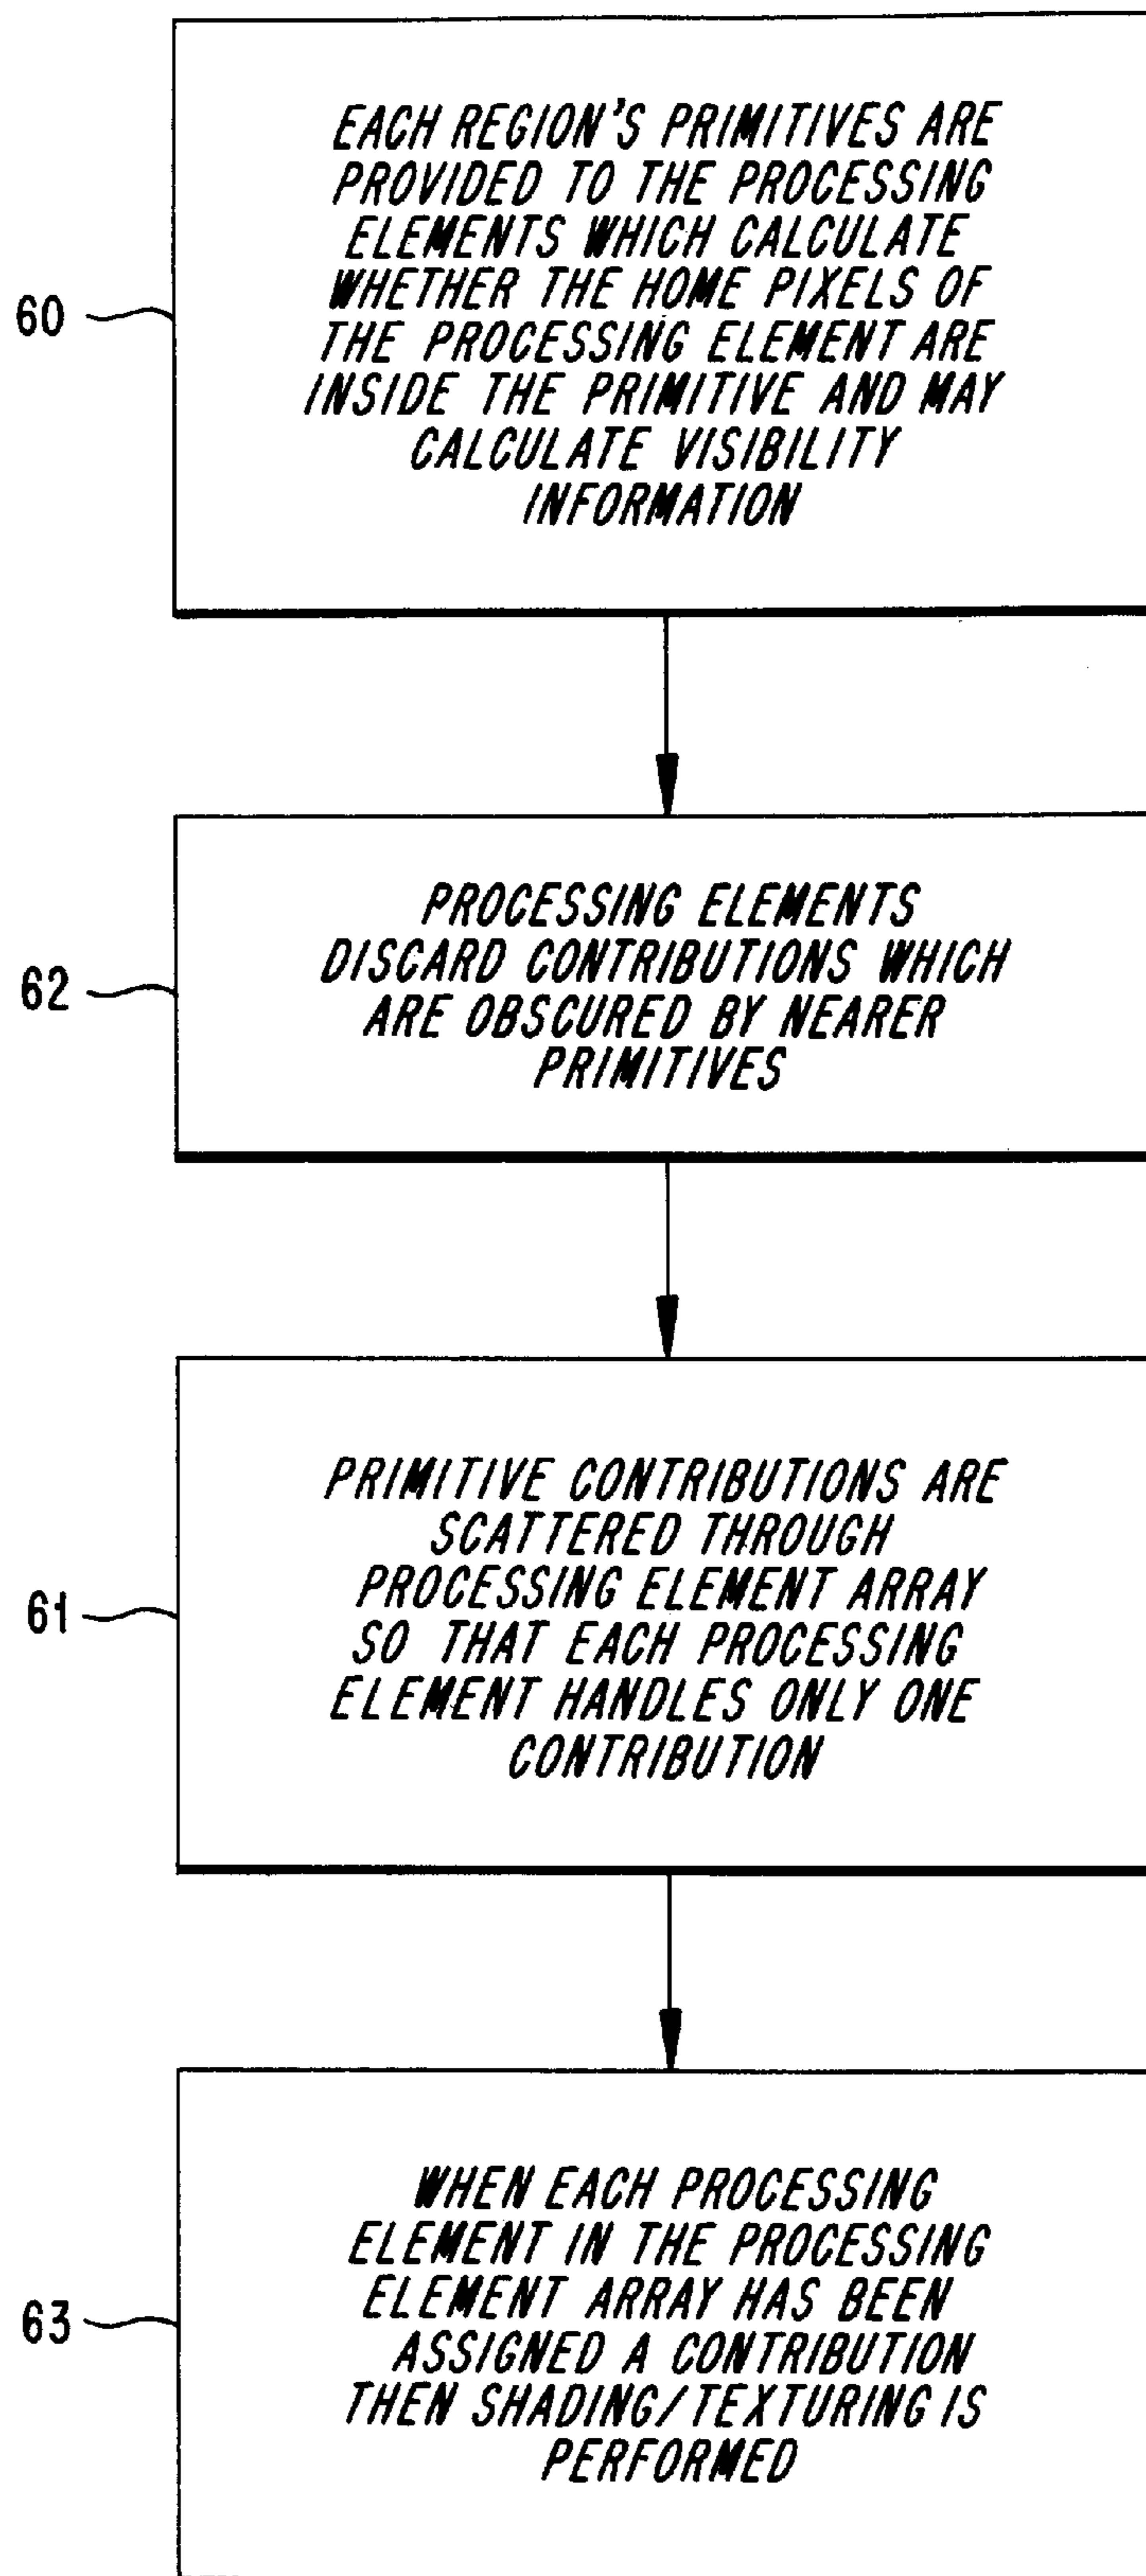 EACH REGION'S PRIMITIVES ARE
PROVIDED TO THE PROCESSING
ELEMENTS WHICH CALCULATE
WHETHER THE HOME PIXELS OF
THE PROCESSING ELEMENT ARE
INSIDE THE PRIMITIVE AND MAY
CALCULATE VISIBILITY
INFORMATION
60
PROCESSING ELEMENTS
DISCARD CONTRIBUTIONS WHICH
ARE OBSCURED BY NEARER
PRIMITIVES
62
PRIMITIVE CONTRIBUTIONS ARE
SCATTERED THROUGH
PROCESSING ELEMENT ARRAY
SO THAT EACH PROCESSING
ELEMENT HANDLES ONLY ONE
CONTRIBUTION
61
WHEN EACH PROCESSING
ELEMENT IN THE PROCESSING
ELEMENT ARRAY HAS BEEN
ASSIGNED A CONTRIBUTION
THEN SHADING/TEXTURING IS
PERFORMED
63